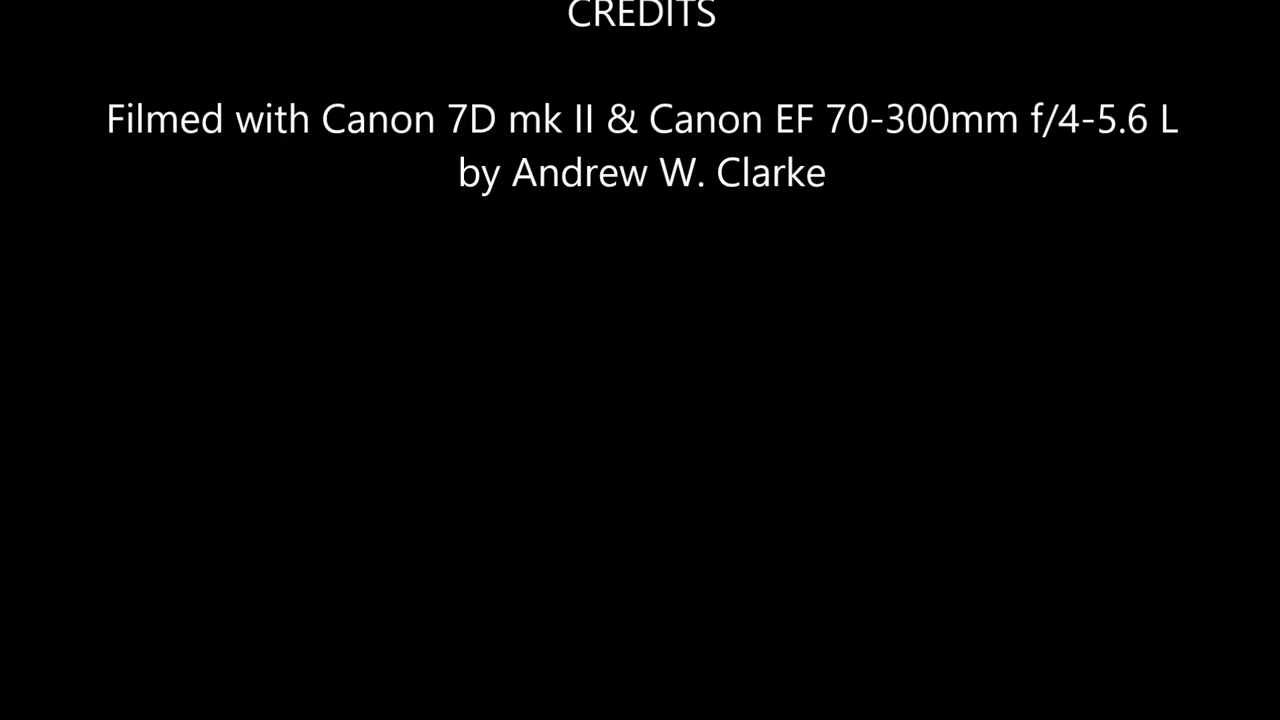 CREDITS
Filmed with Canon 7D mk II & Canon EF 70-300mm f/4-5.6 L
by Andrew W. Clarke